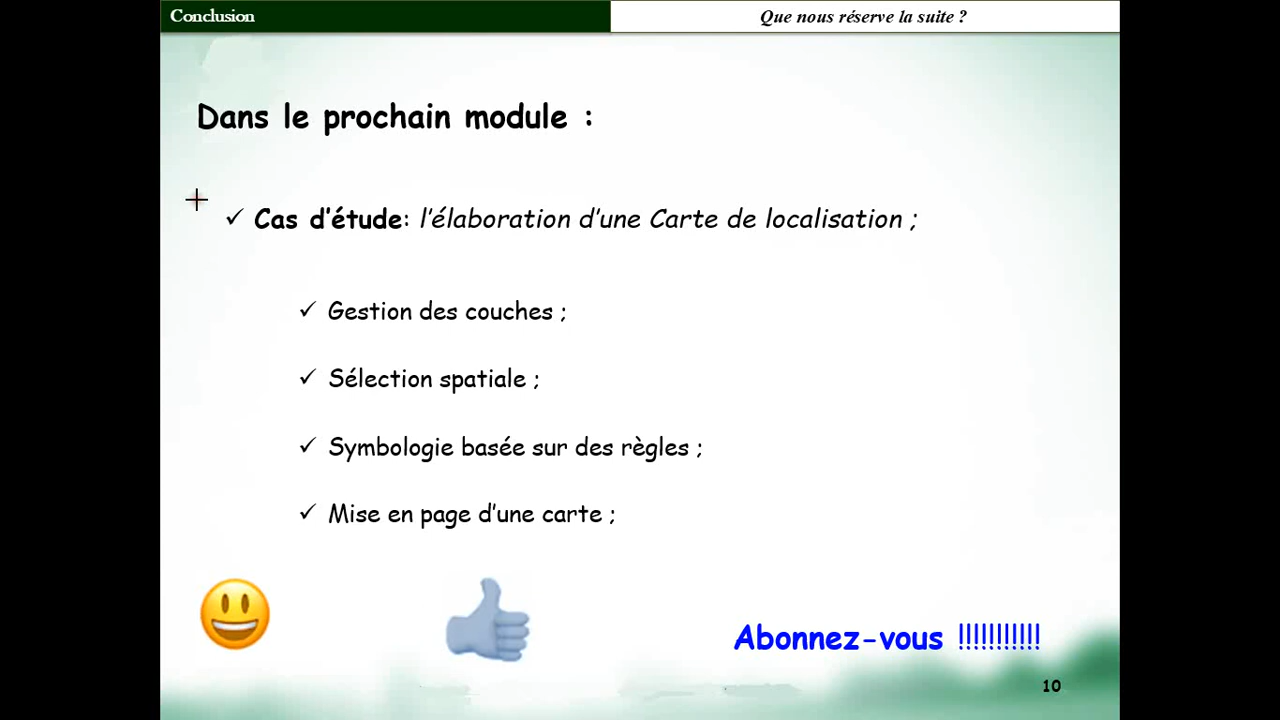 Conclusion
Que nous réserve la suite ?
Dans le prochain module :
✓ Cas d'étude: l'élaboration d'une Carte de localisation ;
✓ Gestion des couches ;
✓ Sélection spatiale ;
✓ Symbologie basée sur des règles ;
✓ Mise en page d'une carte ;
Abonnez-vous !!!!!!!!!!!
10